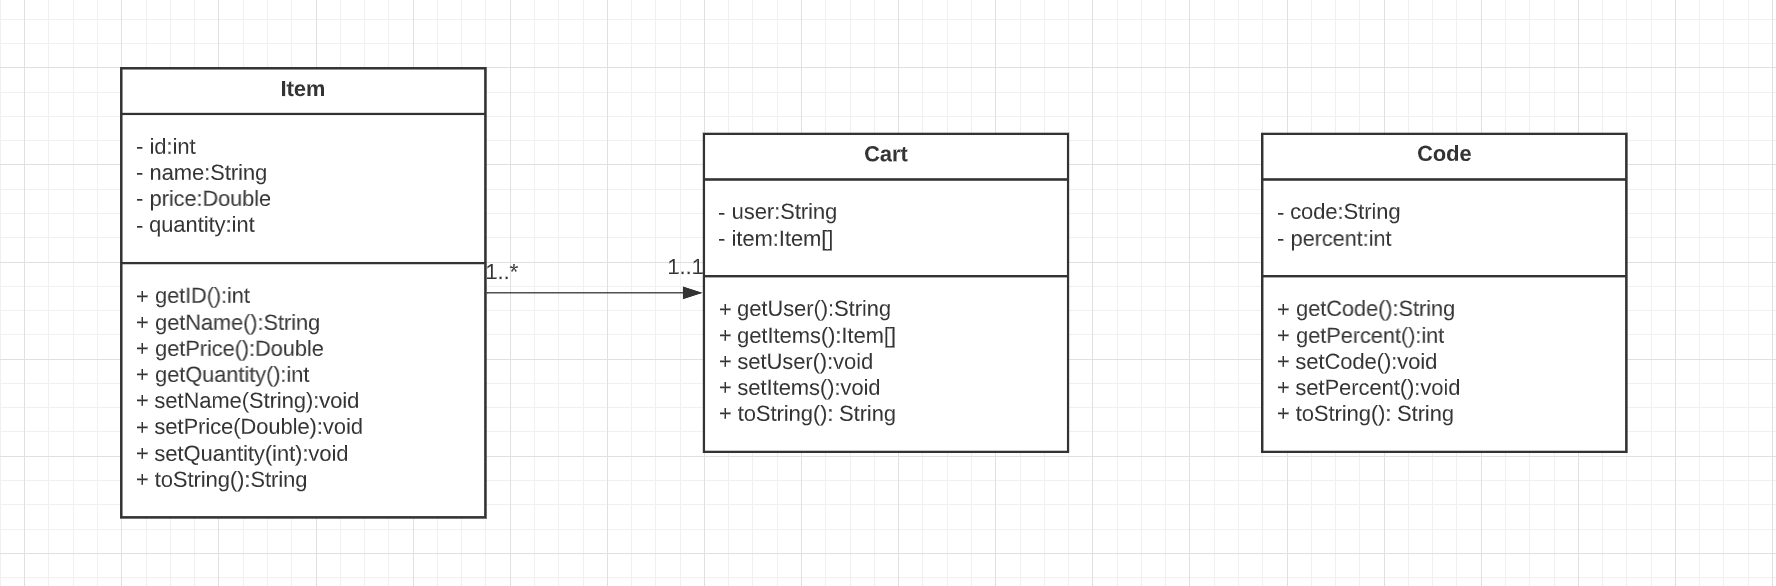 Item
- id:int
- name:String
- price:Double
- quantity:int
+ getID():int
+ getName():String
+ getPrice():Double
+ getQuantity():int
+ setName(String):void
+ setPrice(Double):void
+ setQuantity(int):void
+ toString():String
1..*
1..1
Cart
- user:String
- item:Item[]
+ getUser():String
+ getItems():Item[]
+ setUser():void
+ setItems():void
+ toString(): String
Code
- code:String
- percent:int
+ getCode():String
+ getPercent():int
+ setCode():void
+ setPercent():void
+ toString(): String